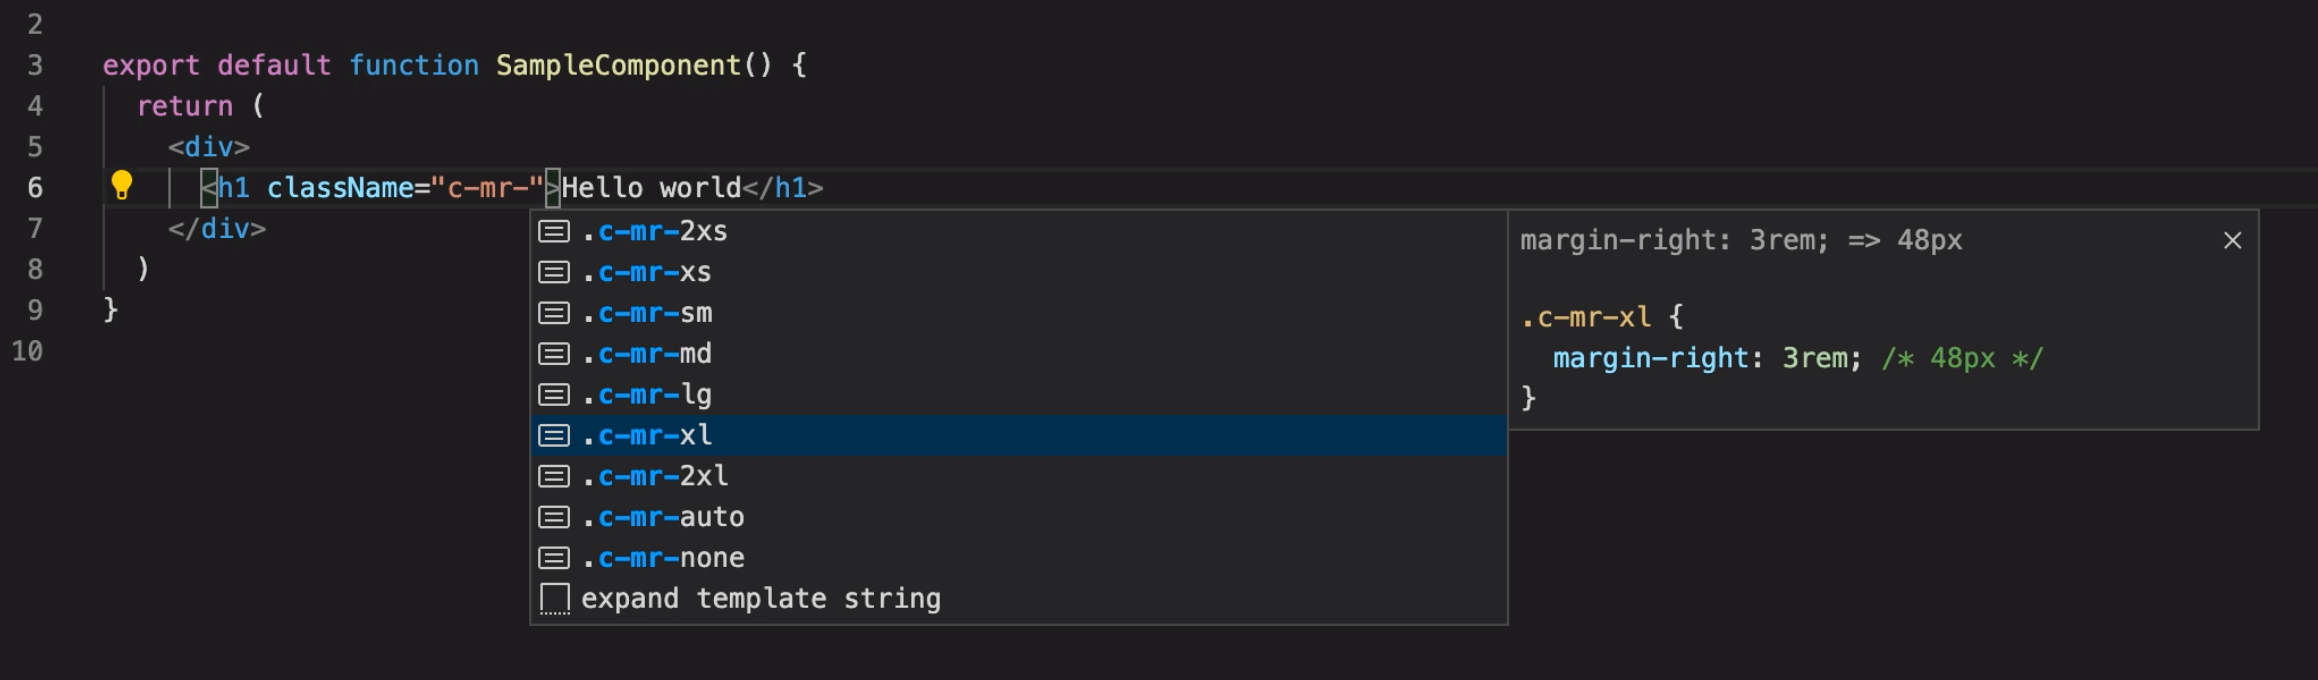 2
3 export default function SampleComponent() {
4 return (
5 <div>
6 <h1 className="c-mr-">Hello world</h1>
7 </div>
8 )
9 }
10
.c-mr-2xs
.c-mr-xs
.c-mr-sm
.c-mr-md
.c-mr-lg
.c-mr-xl
.c-mr-2xl
.c-mr-auto
.c-mr-none
expand template string
margin-right: 3rem; => 48px
.c-mr-xl {
margin-right: 3rem; /* 48px */
}